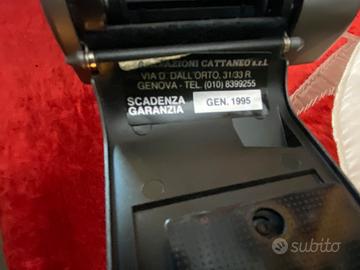 CATTANEO s.r.l.
VIA D. DALL'ORTO, 31/33 R
GENOVA - TEL. (010) 8399255
SCADENZA
GARANZIA
GEN. 1995
subito